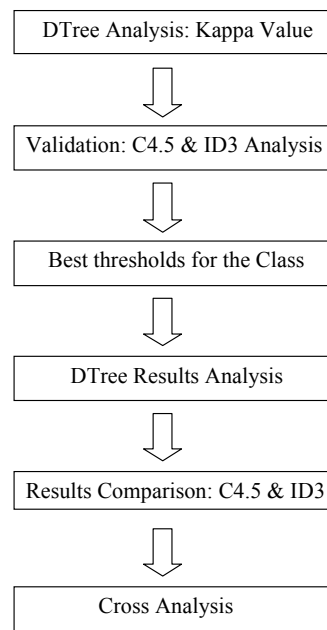 DTree Analysis: Kappa Value
Validation: C4.5 & ID3 Analysis
Best thresholds for the Class
DTree Results Analysis
Results Comparison: C4.5 & ID3
Cross Analysis